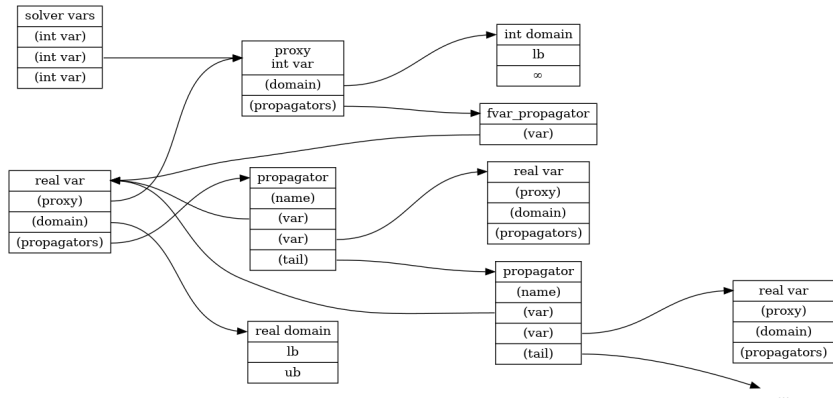 solver vars
(int var)
(int var)
(int var)
proxy
int var
(domain)
(propagators)
int domain
lb
∞
fvar_propagator
(var)
real var
(proxy)
(domain)
(propagators)
propagator
(name)
(var)
(var)
(tail)
real var
(proxy)
(domain)
(propagators)
propagator
(name)
(var)
(var)
(tail)
real var
(proxy)
(domain)
(propagators)
real domain
lb
ub